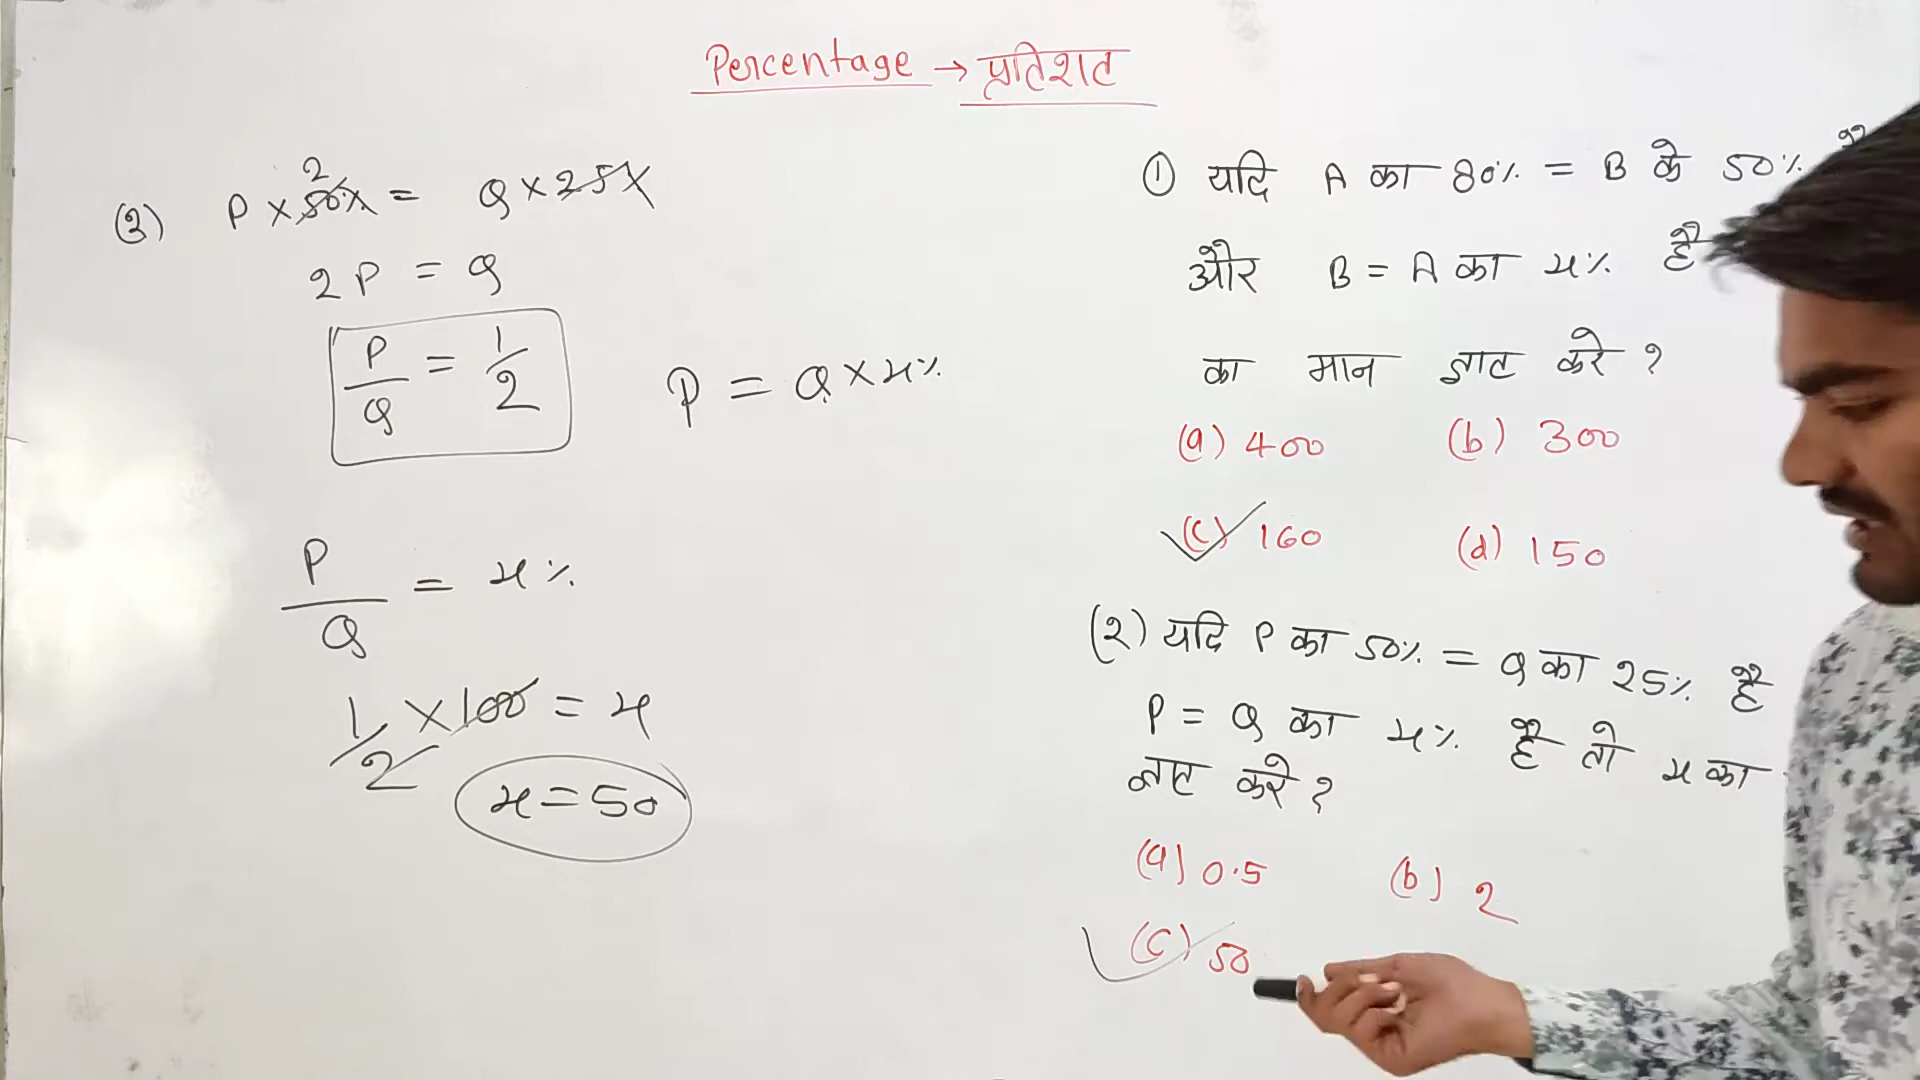 Percentage → प्रतिशत
(2) P × 50% = Q × 25%
2
2P = Q
P/Q = 1/2
P = Q × x%
P/Q = x%
1/2 × 100 = x
x = 50
① यदि A का 80% = B के 50% है
और B = A का x% है
का मान ज्ञात करे ?
(a) 400 (b) 300
(c) 160 (d) 150
(2) यदि P का 50% = Q का 25% है
P = Q का x% है तो x का
ज्ञात करे ?
(a) 0.5 (b) 2
(c) 50